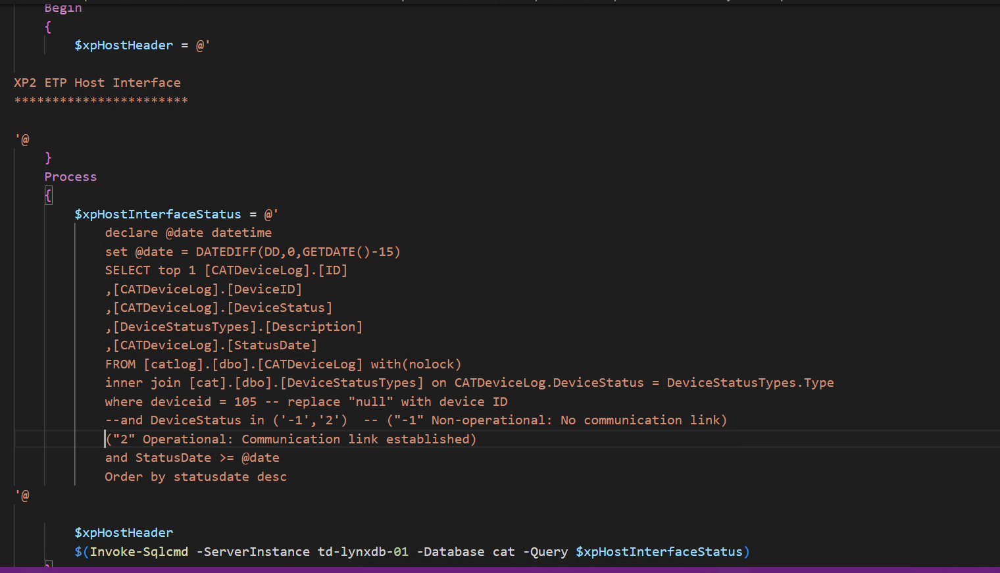 Begin
{
$xpHostHeader = @'
XP2 ETP Host Interface
***********************
'@
}
Process
{
$xpHostInterfaceStatus = @'
declare @date datetime
set @date = DATEDIFF(DD,0,GETDATE()-15)
SELECT top 1 [CATDeviceLog].[ID]
,[CATDeviceLog].[DeviceID]
,[CATDeviceLog].[DeviceStatus]
,[DeviceStatusTypes].[Description]
,[CATDeviceLog].[StatusDate]
FROM [catlog].[dbo].[CATDeviceLog] with(nolock)
inner join [cat].[dbo].[DeviceStatusTypes] on CATDeviceLog.DeviceStatus = DeviceStatusTypes.Type
where deviceid = 105 -- replace "null" with device ID
--and DeviceStatus in ('-1','2')  -- ("-1" Non-operational: No communication link)
("2" Operational: Communication link established)
and StatusDate >= @date
Order by statusdate desc
'@
$xpHostHeader
$(Invoke-Sqlcmd -ServerInstance td-lynxdb-01 -Database cat -Query $xpHostInterfaceStatus)